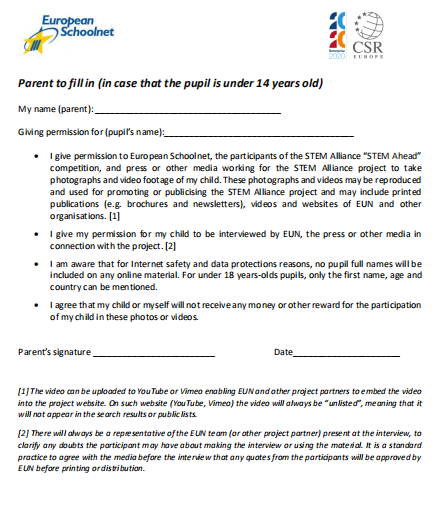 European
Schoolnet
2020
CSR
EUROPE
Parent to fill in (in case that the pupil is under 14 years old)
My name (parent): ___________________________________
Giving permission for (pupil's name):____________________________________
• I give permission to European Schoolnet, the participants of the STEM Alliance "STEM Ahead"
competition, and press or other media working for the STEM Alliance project to take
photographs and video footage of my child. These photographs and videos may be reproduced
and used for promoting or publicising the STEM Alliance project and may include printed
publications (e.g. brochures and newsletters), videos and websites of EUN and other
organisations. [1]
• I give my permission for my child to be interviewed by EUN, the press or other media in
connection with the project. [2]
• I am aware that for Internet safety and data protections reasons, no pupil full names will be
included on any online material. For under 18 years-olds pupils, only the first name, age and
country can be mentioned.
• I agree that my child or myself will not receive any money or other reward for the participation
of my child in these photos or videos.
Parent's signature _______________________ Date____________________
[1] The video can be uploaded to YouTube or Vimeo enabling EUN and other project partners to embed the video
into the project website. On such website (YouTube, Vimeo) the video will always be "unlisted", meaning that it
will not appear in the search results or public lists.
[2] There will always be a representative of the EUN team (or other project partner) present at the interview, to
clarify any doubts the participant may have about making the interview or using the material. It is a standard
practice to agree with the media before the interview that any quotes from the participants will be approved by
EUN before printing or distribution.